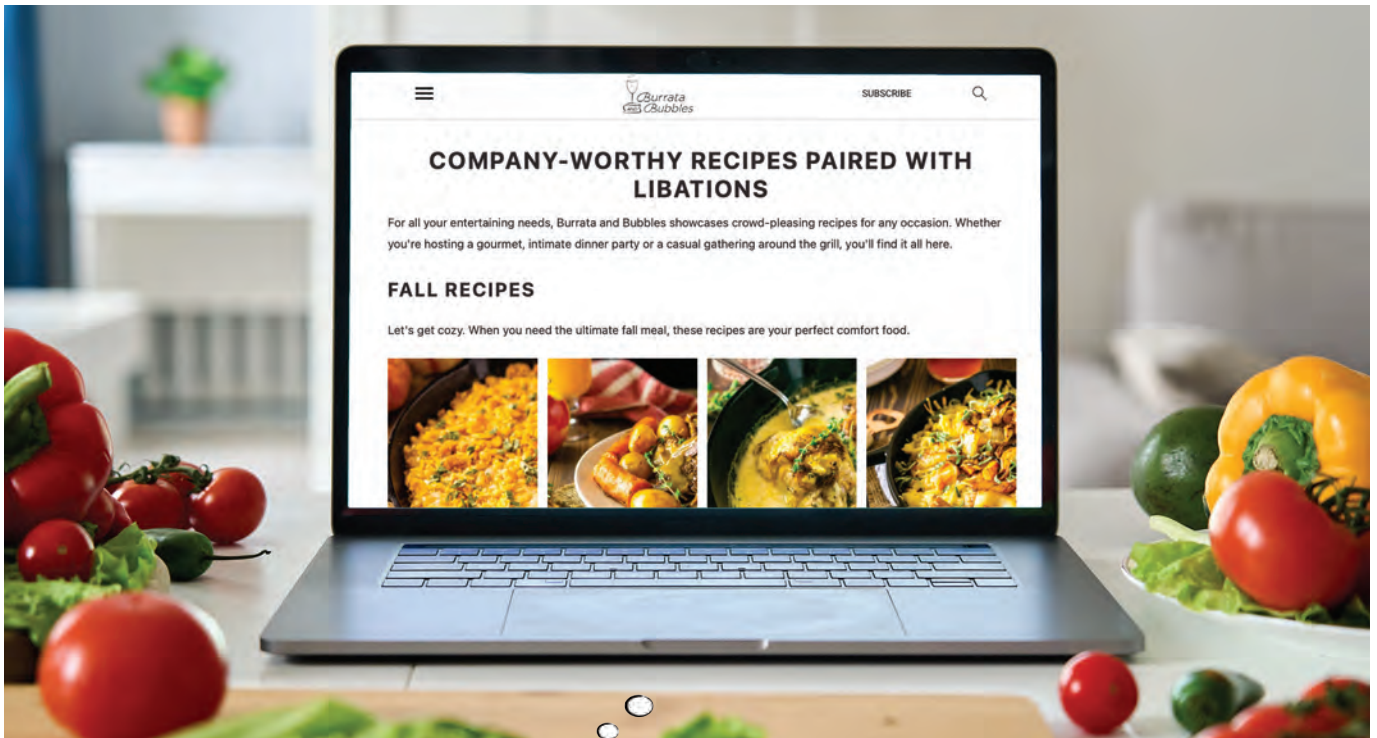 Burrata
Bubbles
SUBSCRIBE
COMPANY-WORTHY RECIPES PAIRED WITH
LIBATIONS
For all your entertaining needs, Burrata and Bubbles showcases crowd-pleasing recipes for any occasion. Whether
you're hosting a gourmet, intimate dinner party or a casual gathering around the grill, you'll find it all here.
FALL RECIPES
Let's get cozy. When you need the ultimate fall meal, these recipes are your perfect comfort food.